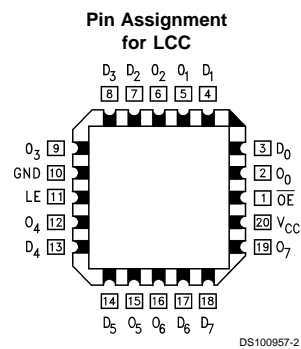 Pin Assignment
for LCC
D3 D2 O2 O1 D1
8 7 6 5 4
O3 9
GND 10
LE 11
O4 12
D4 13
3 D0
2 O0
1 O̅E̅
20 VCC
19 O7
14 15 16 17 18
D5 O5 O6 D6 D7
DS100957-2